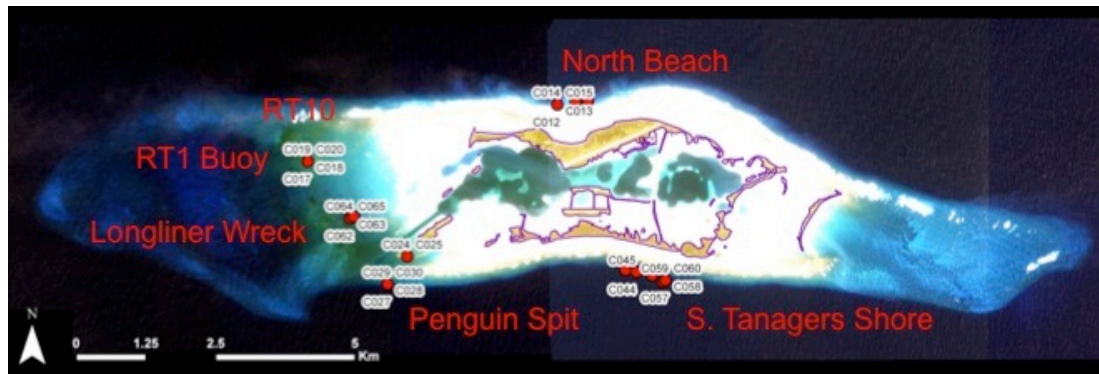 North Beach
C014 C015
C013
C012
RT10
RT1 Buoy
C019 C020
C018
C017
C064 C065
C063
C062
Longliner Wreck
C024 C025
C029 C030
C028
C027
C045 C059 C060
C058
C044 C057
Penguin Spit
S. Tanagers Shore
N
0 1.25 2.5 5
Km